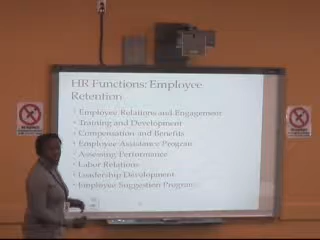 HR Functions: Employee
Retention
Employee Relations and Engagement
Training and Development
Compensation and Benefits
Employee Assistance Program
Assessing Performance
Labor Relations
Leadership Development
Employee Suggestion Program